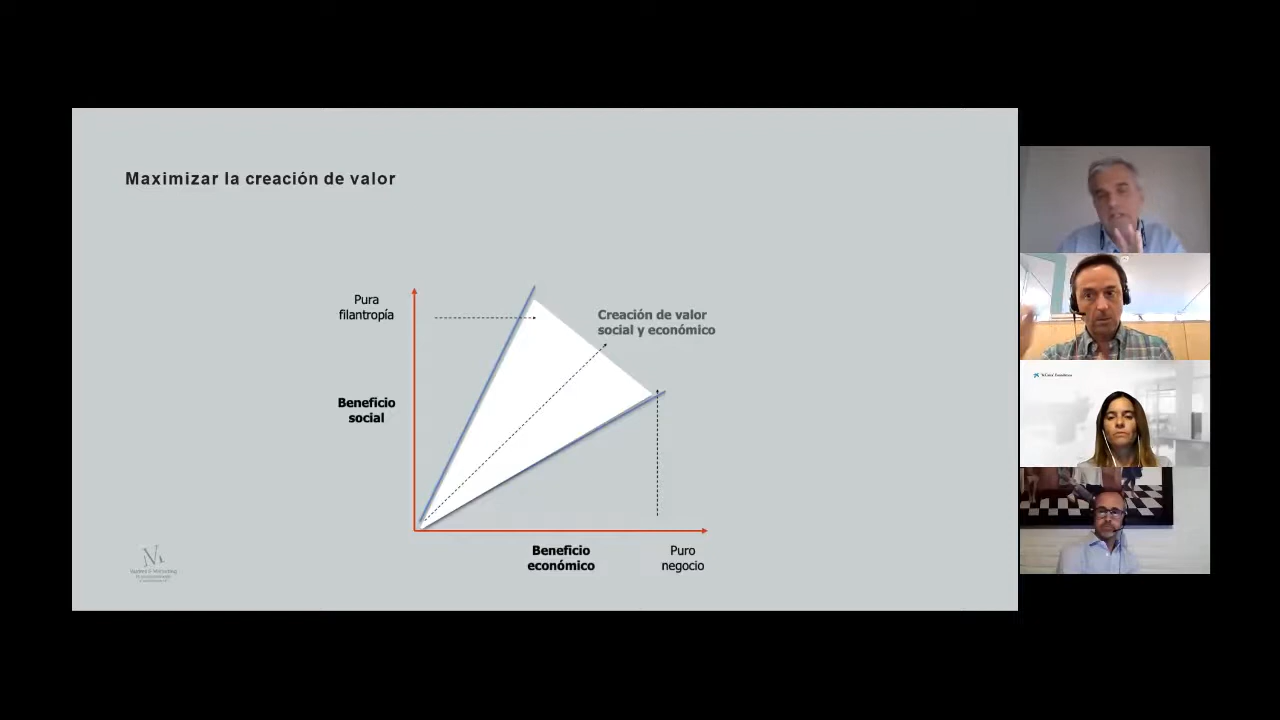 Maximizar la creación de valor
Pura
filantropía
Creación de valor
social y económico
Beneficio
social
Beneficio
económico
Puro
negocio